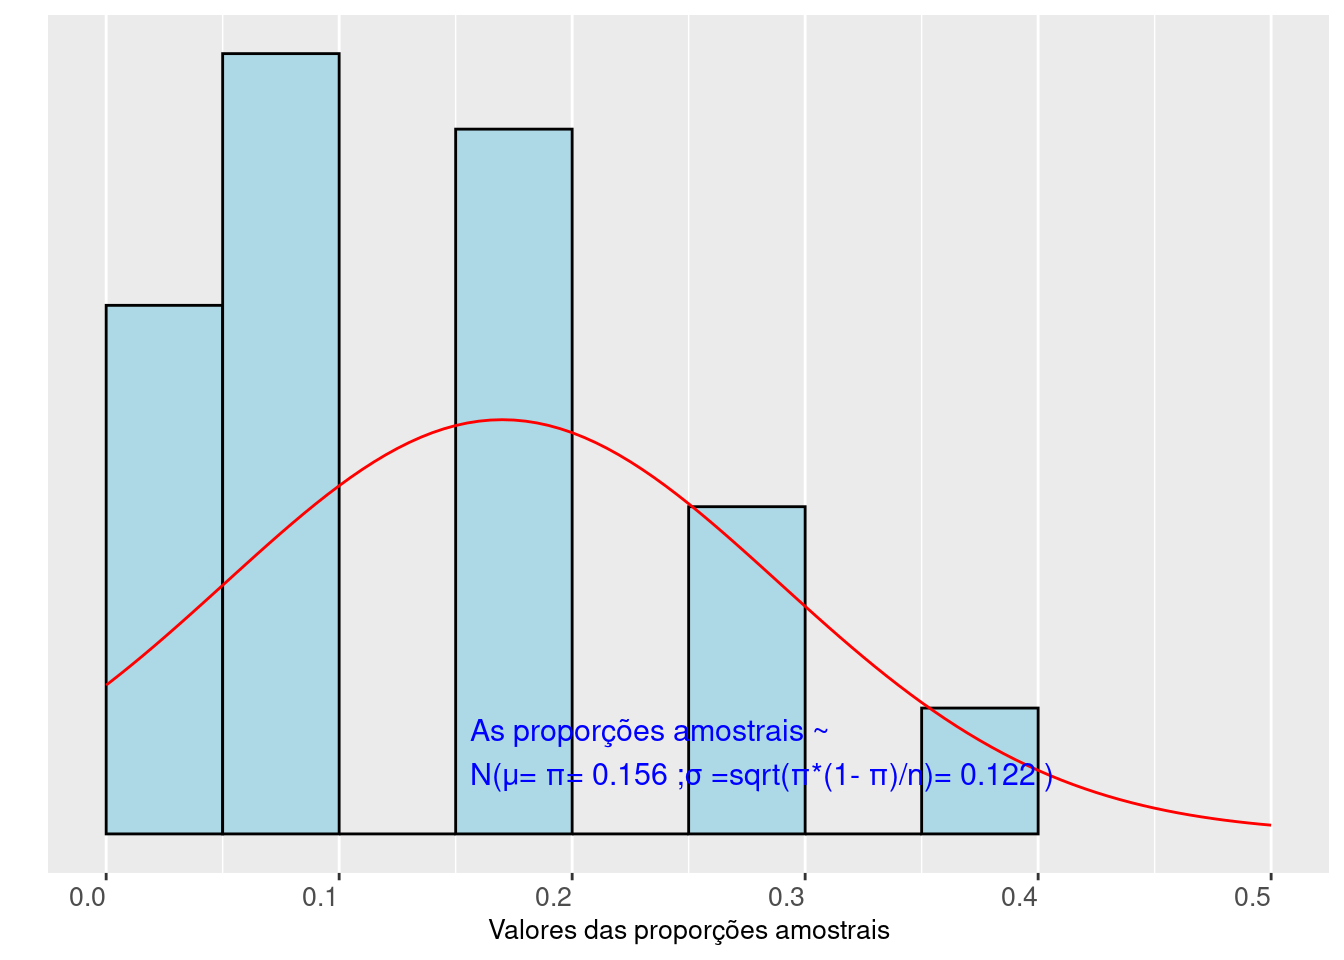 As proporções amostrais ~
N(μ= π= 0.156 ;σ =sqrt(π*(1- π)/n)= 0.122 )
0.0 0.1 0.2 0.3 0.4 0.5
Valores das proporções amostrais